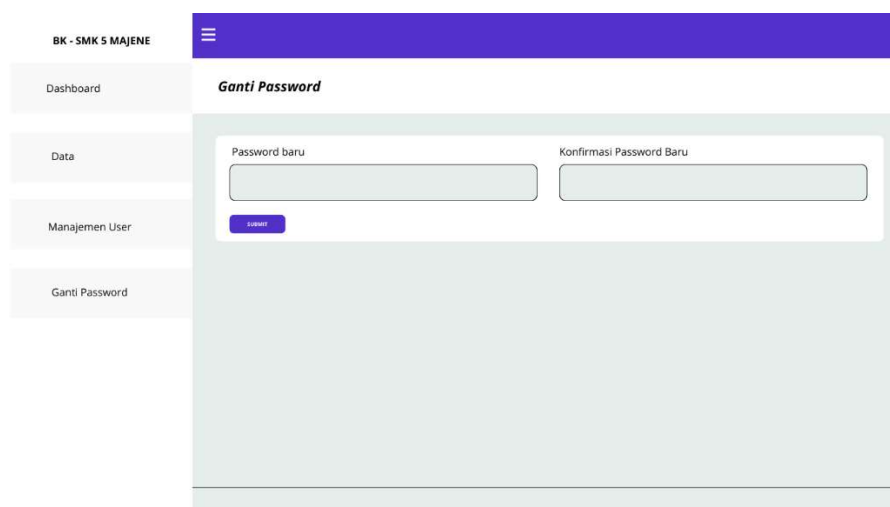 BK - SMK 5 MAJENE
Dashboard
Data
Manajemen User
Ganti Password
Ganti Password
Password baru
Konfirmasi Password Baru
SUBMIT